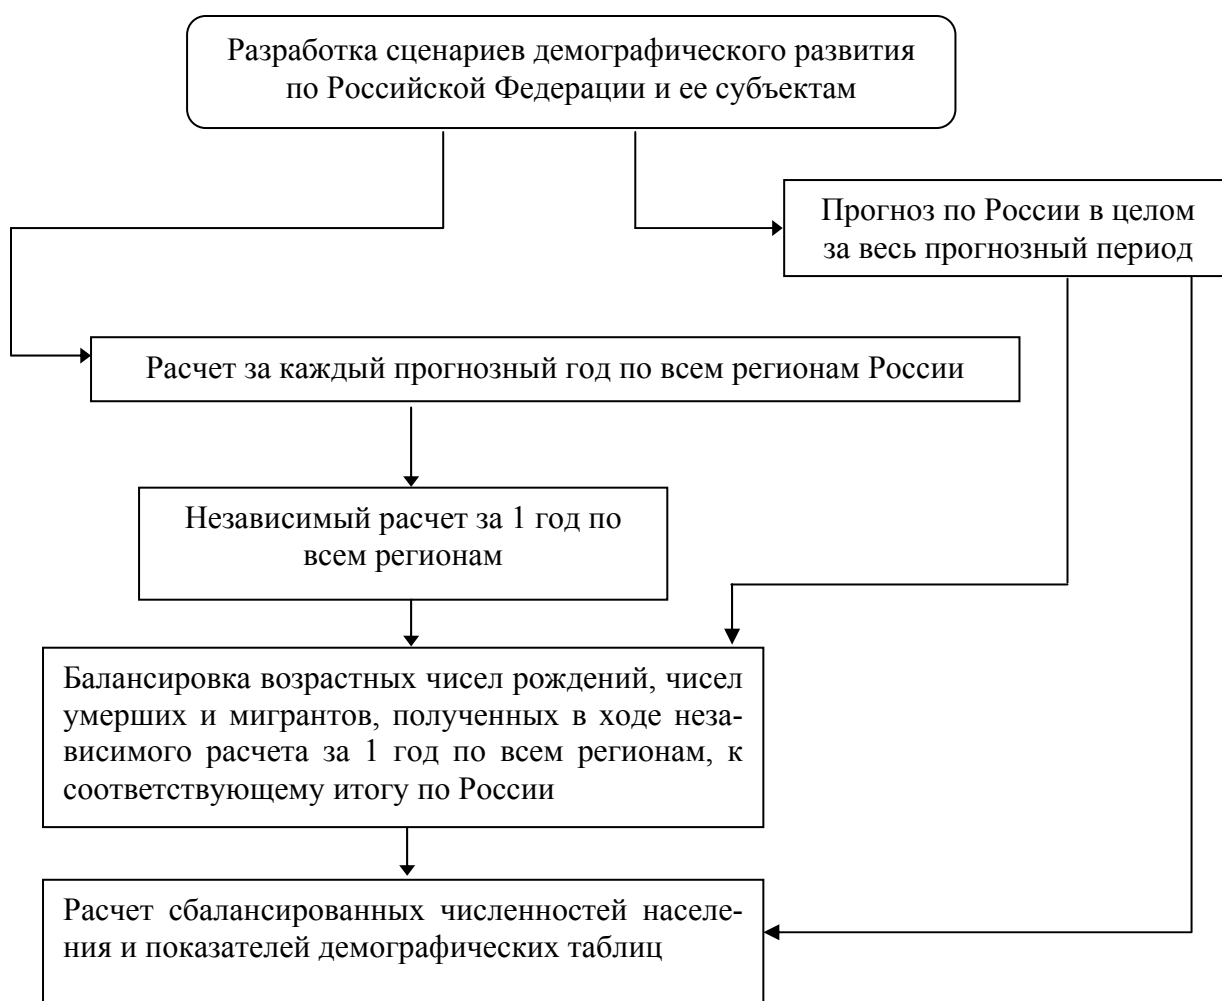 Разработка сценариев демографического развития
по Российской Федерации и ее субъектам
Прогноз по России в целом
за весь прогнозный период
Расчет за каждый прогнозный год по всем регионам России
Независимый расчет за 1 год по
всем регионам
Балансировка возрастных чисел рождений, чисел
умерших и мигрантов, полученных в ходе неза-
висимого расчета за 1 год по всем регионам, к
соответствующему итогу по России
Расчет сбалансированных численностей населе-
ния и показателей демографических таблиц